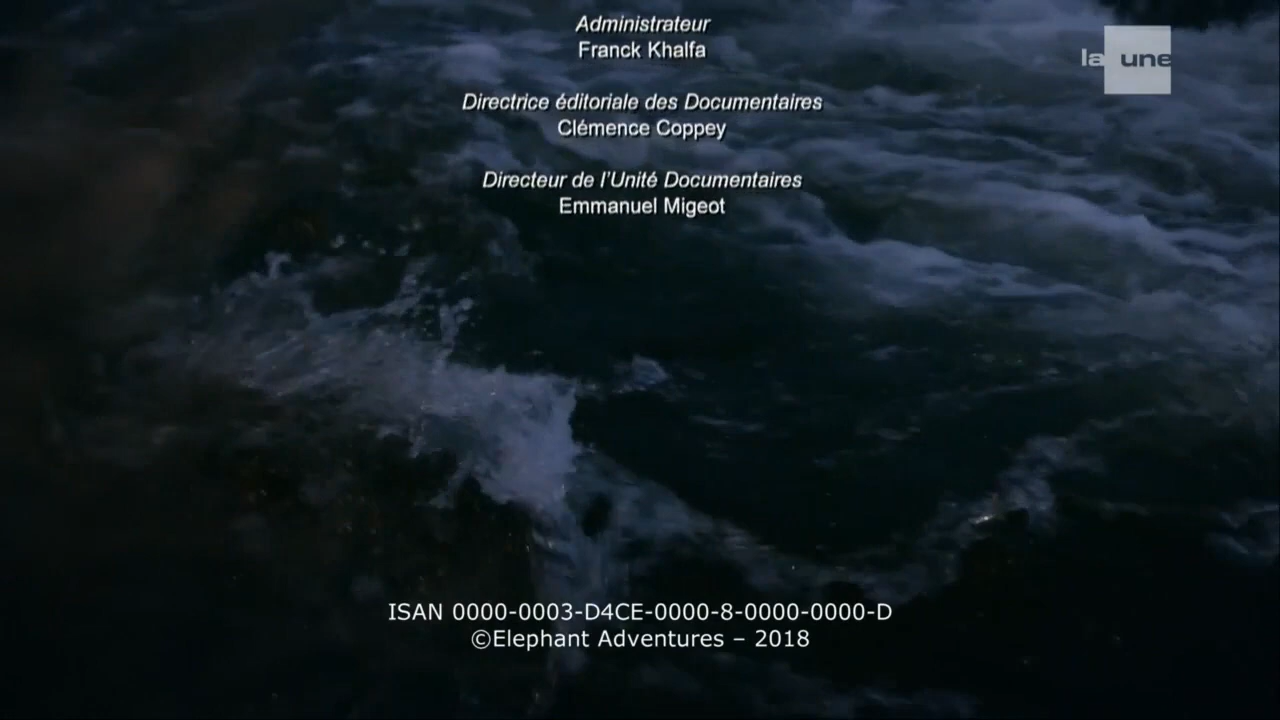 Administrateur
Franck Khalfa
la une
Directrice éditoriale des Documentaires
Clémence Coppey
Directeur de l'Unité Documentaires
Emmanuel Migeot
ISAN 0000-0003-D4CE-0000-8-0000-0000-D
©Elephant Adventures – 2018